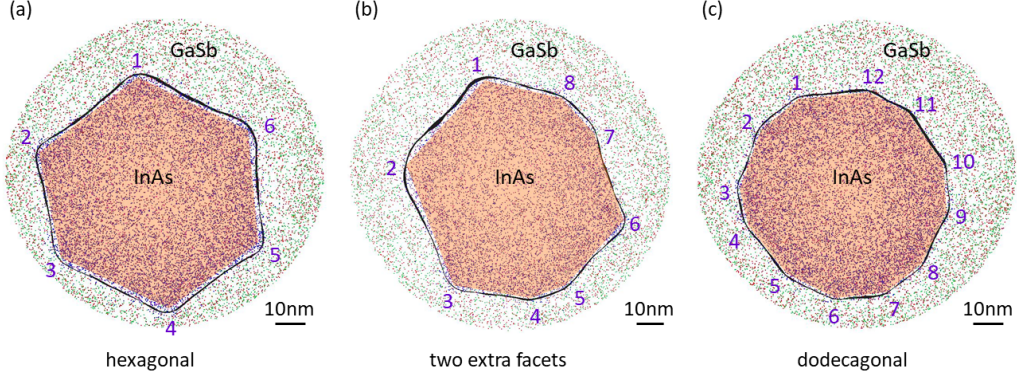 (a)
GaSb
1
2
6
InAs
3
5
4
10nm
hexagonal
(b)
GaSb
1
8
7
2
InAs
6
3
5
4
10nm
two extra facets
(c)
GaSb
1
12
11
2
10
InAs
3
9
4
8
5
7
6
10nm
dodecagonal